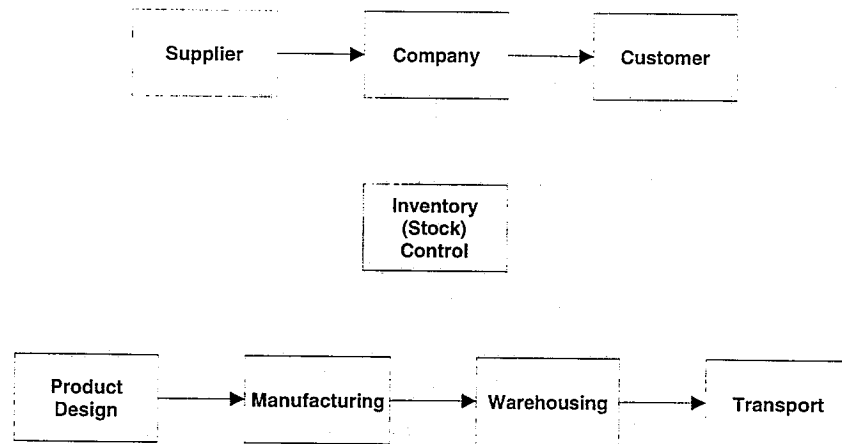 Supplier
Company
Customer
Inventory
(Stock)
Control
Product
Design
Manufacturing
Warehousing
Transport